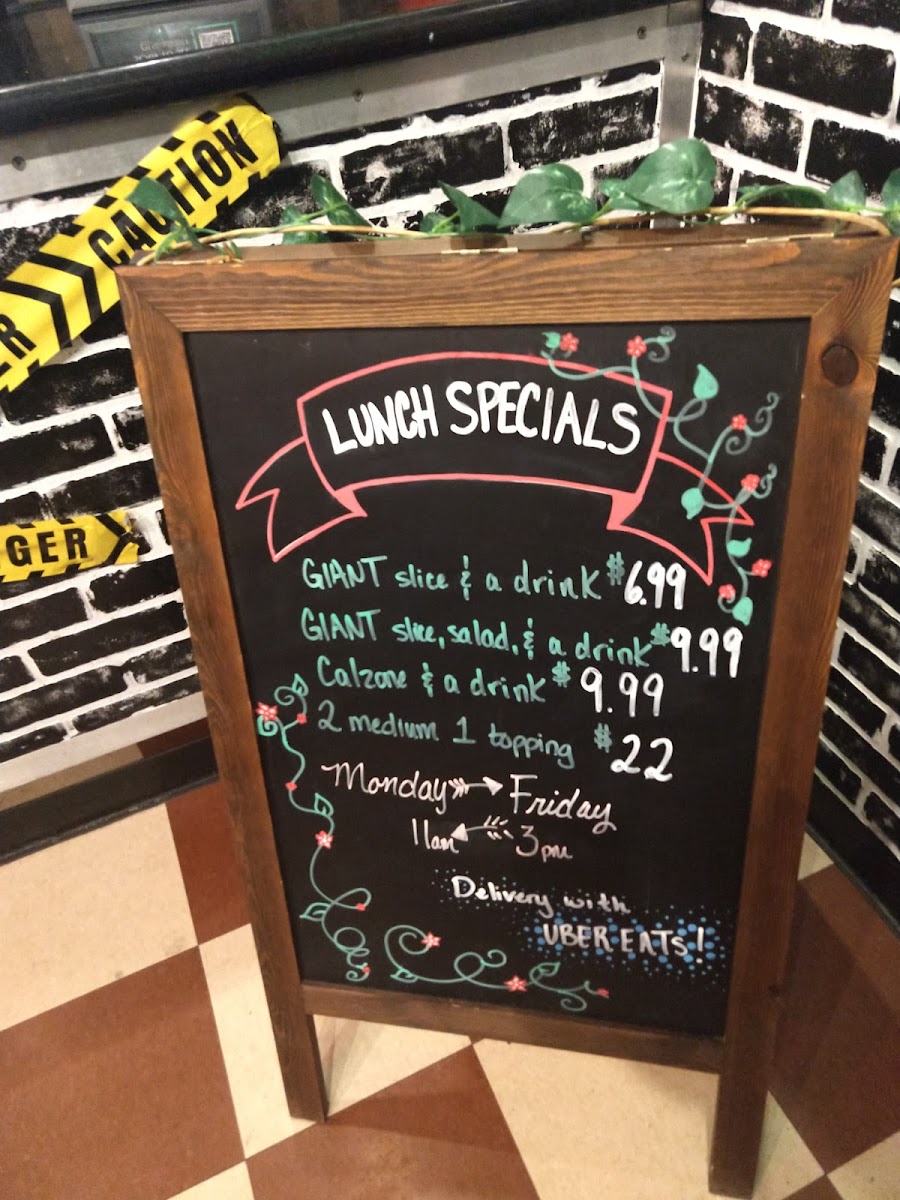 CAUTION
GER
LUNCH SPECIALS
GIANT slice & a drink $6.99
GIANT slice, salad, & a drink $9.99
Calzone & a drink $9.99
2 medium 1 topping $22
Monday → Friday
11am ← 3pm
Delivery with
UBER EATS!